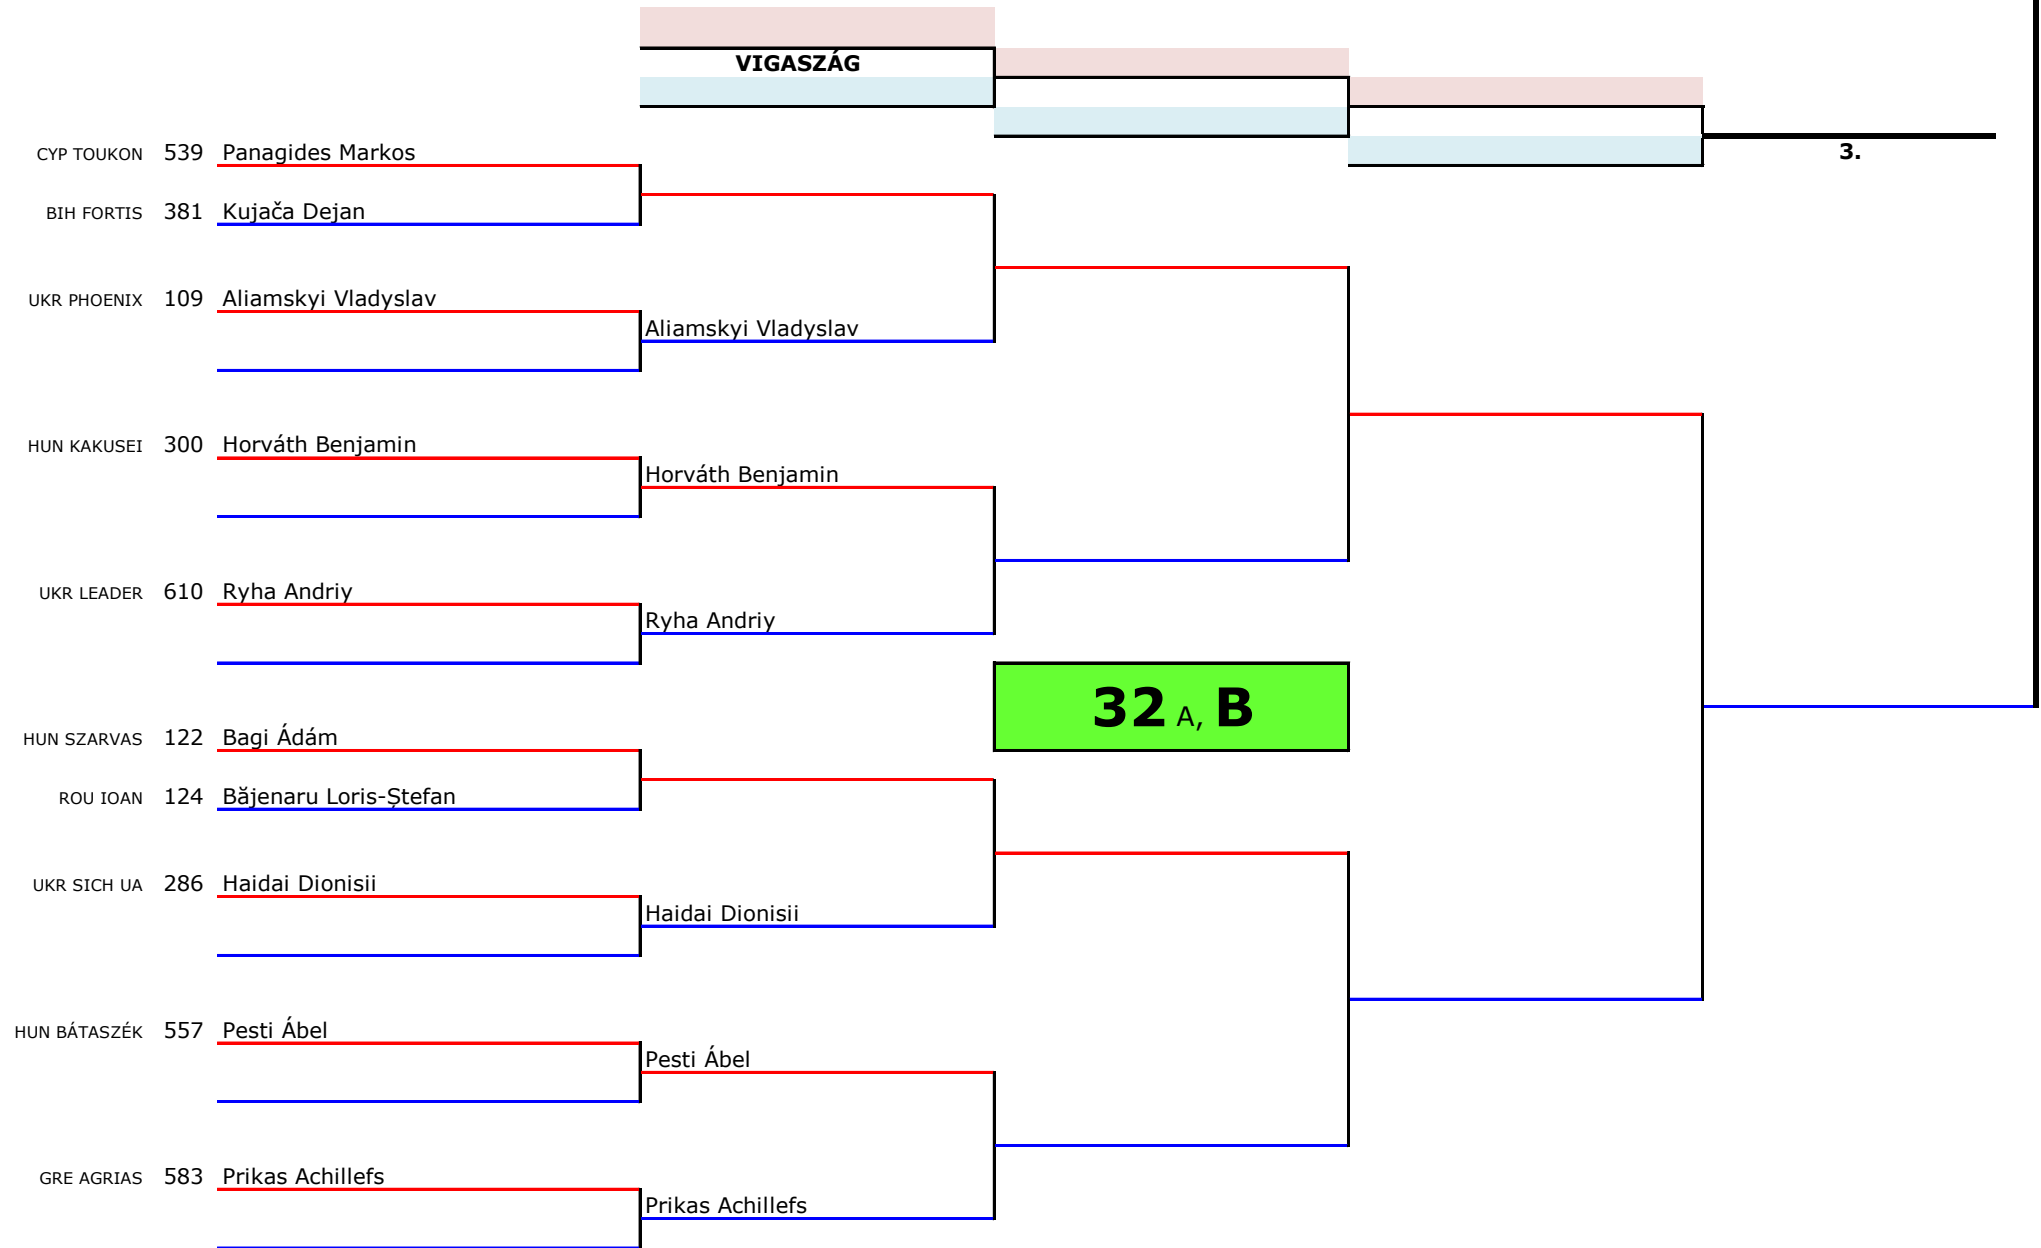 VIGASZÁG
3.
CYP TOUKON 539 Panagides Markos
BIH FORTIS 381 Kujača Dejan
UKR PHOENIX 109 Aliamskyi Vladyslav
Aliamskyi Vladyslav
HUN KAKUSEI 300 Horváth Benjamin
Horváth Benjamin
UKR LEADER 610 Ryha Andriy
Ryha Andriy
32 A, B
HUN SZARVAS 122 Bagi Ádám
ROU IOAN 124 Băjenaru Loris-Ștefan
UKR SICH UA 286 Haidai Dionisii
Haidai Dionisii
HUN BÁTASZÉK 557 Pesti Ábel
Pesti Ábel
GRE AGRIAS 583 Prikas Achillefs
Prikas Achillefs